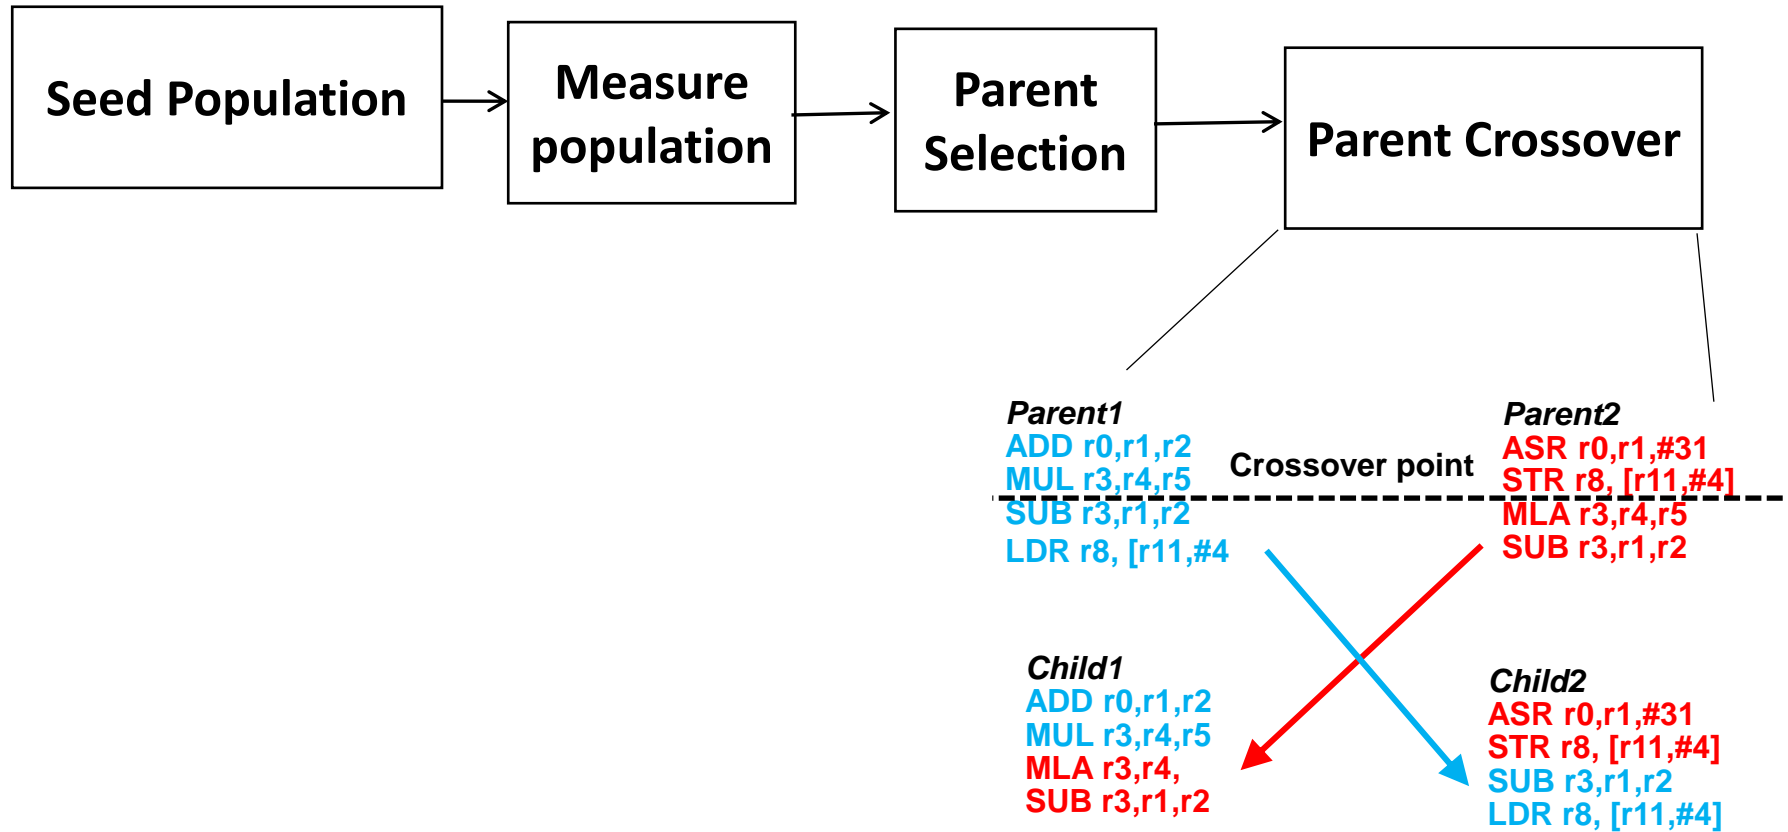 Seed Population
Measure
population
Parent
Selection
Parent Crossover
Parent1
ADD r0,r1,r2
MUL r3,r4,r5
SUB r3,r1,r2
LDR r8, [r11,#4
Crossover point
Parent2
ASR r0,r1,#31
STR r8, [r11,#4]
MLA r3,r4,r5
SUB r3,r1,r2
Child1
ADD r0,r1,r2
MUL r3,r4,r5
MLA r3,r4,
SUB r3,r1,r2
Child2
ASR r0,r1,#31
STR r8, [r11,#4]
SUB r3,r1,r2
LDR r8, [r11,#4]